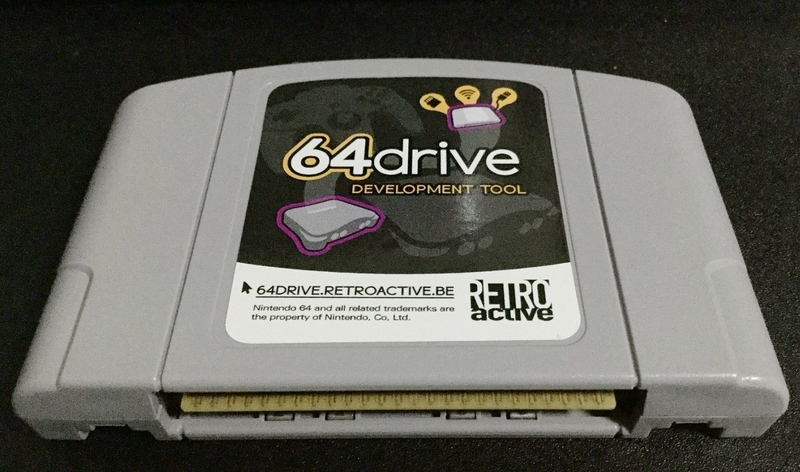 64drive
DEVELOPMENT TOOL
64DRIVE.RETROACTIVE.BE
Nintendo 64 and all related trademarks are
the property of Nintendo, Co, Ltd.
RETRO
active